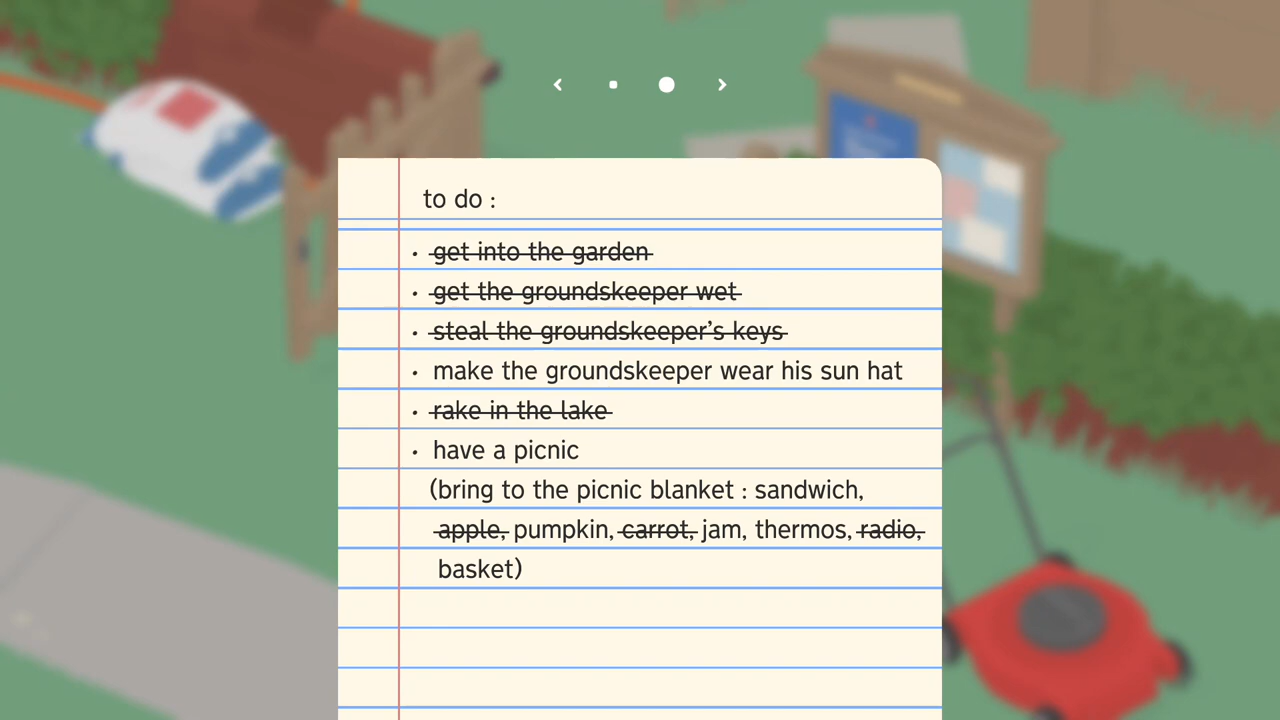 to do :
• get into the garden
• get the groundskeeper wet
• steal the groundskeeper’s keys
• make the groundskeeper wear his sun hat
• rake in the lake
• have a picnic
(bring to the picnic blanket : sandwich,
apple, pumpkin, carrot, jam, thermos, radio,
basket)